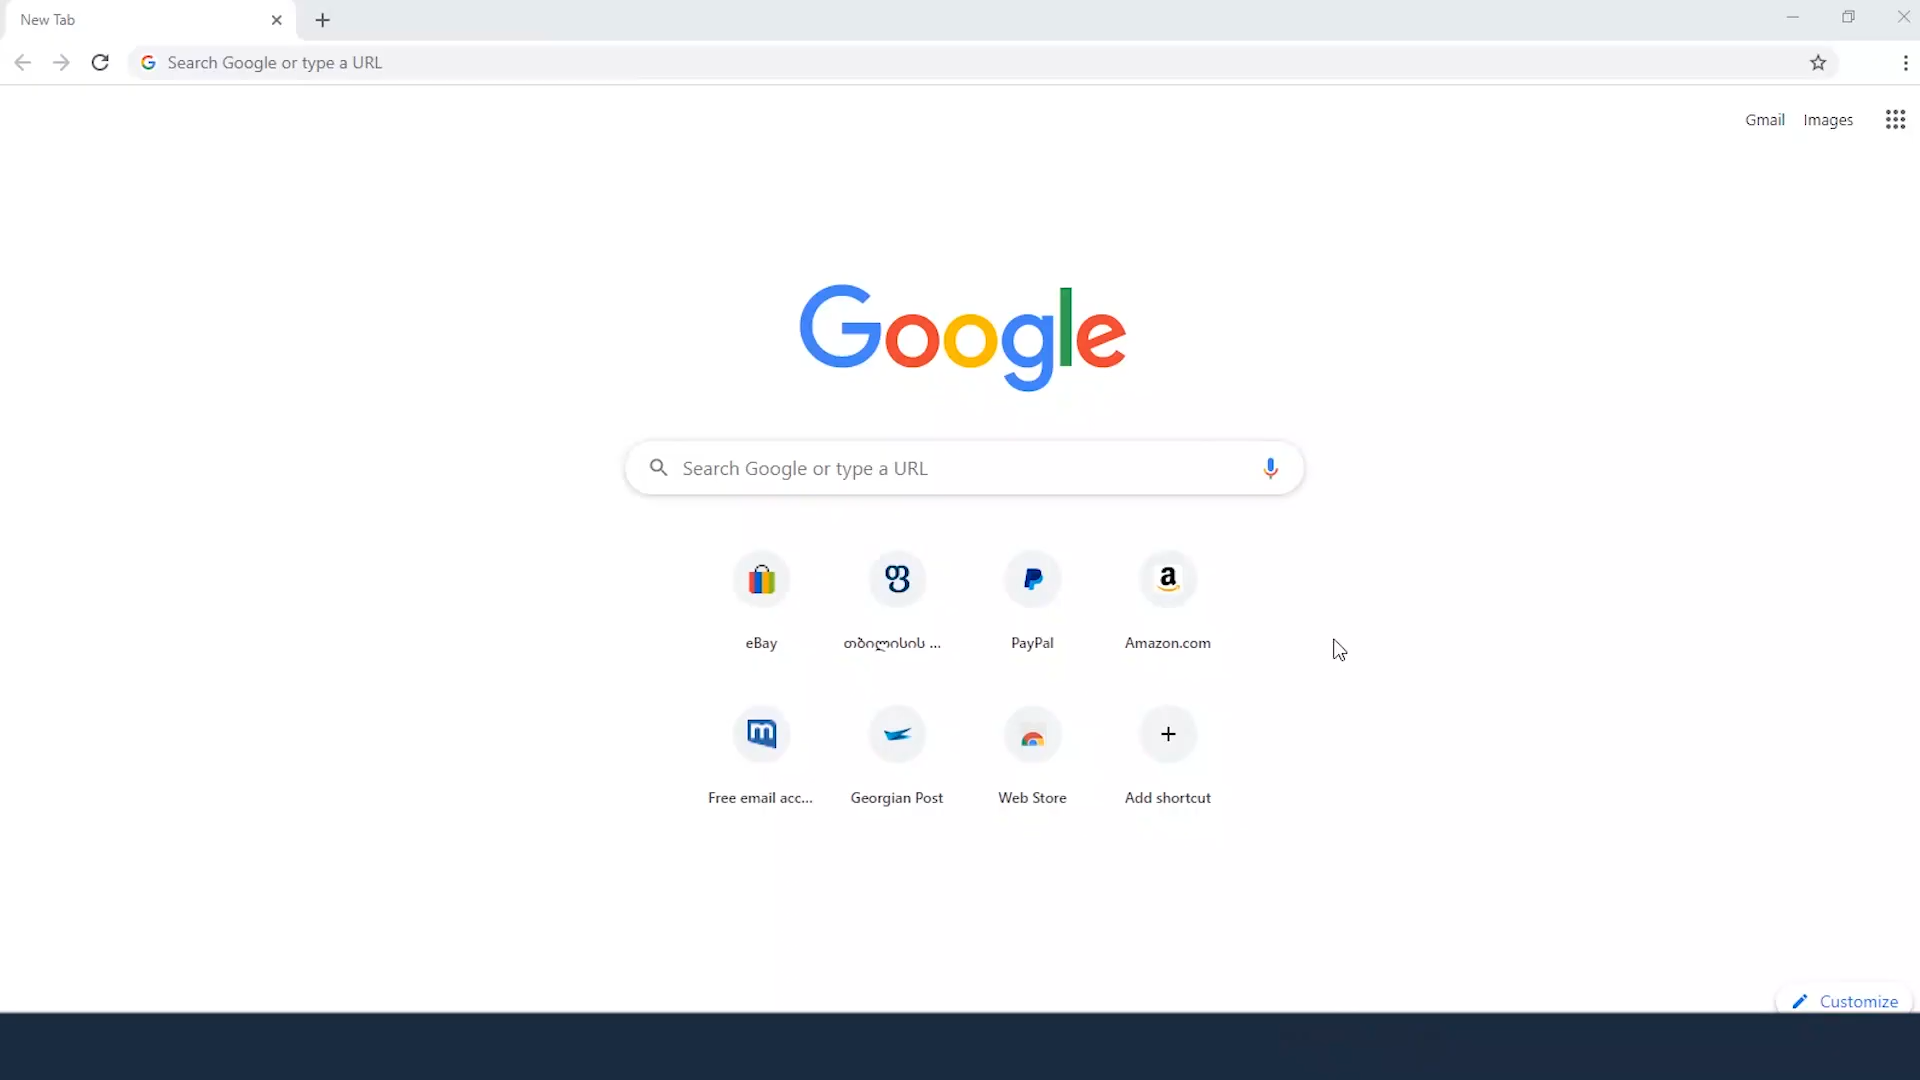 New Tab
Search Google or type a URL
Gmail Images
Google
Search Google or type a URL
eBay
თბილისის ...
PayPal
Amazon.com
Free email acc...
Georgian Post
Web Store
Add shortcut
Customize